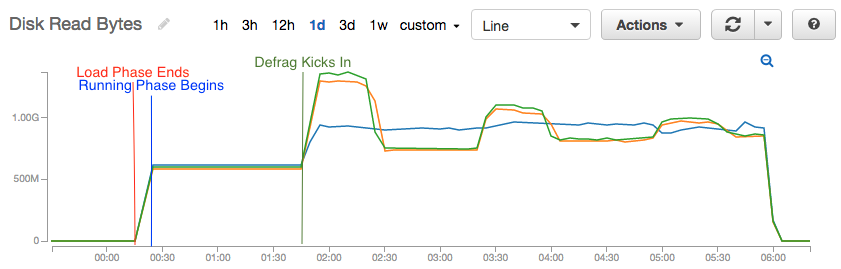 Disk Read Bytes 1h 3h 12h 1d 3d 1w custom Line Actions ?
Defrag Kicks In
Load Phase Ends
Running Phase Begins
1.00G
500M
0
00:00 00:30 01:00 01:30 02:00 02:30 03:00 03:30 04:00 04:30 05:00 05:30 06:00